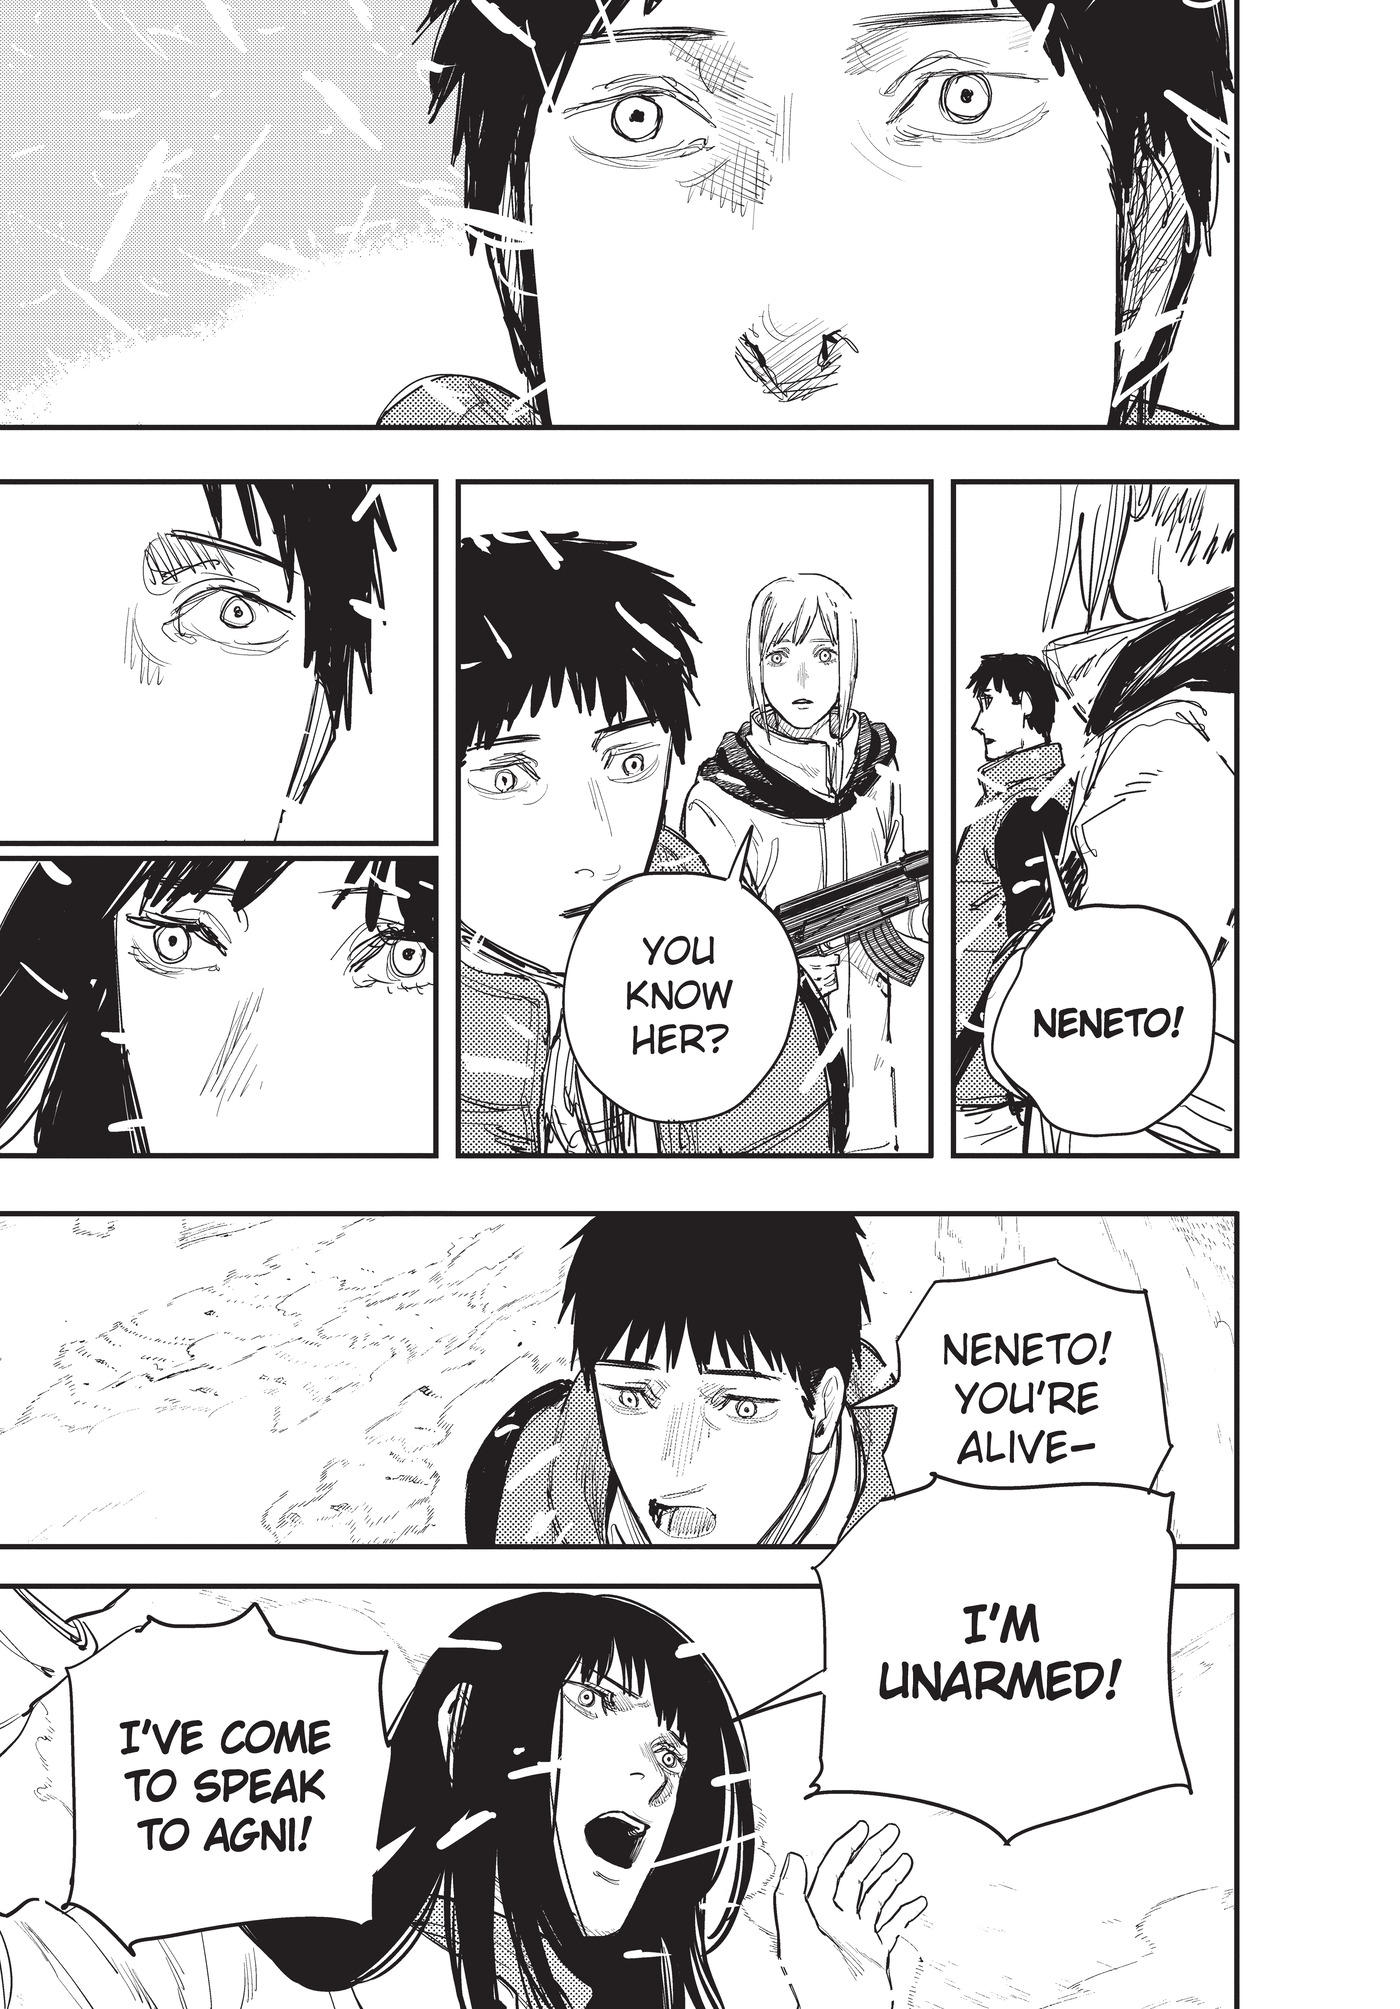 NENETO!
YOU
KNOW
HER?
NENETO!
YOU'RE
ALIVE–
I'M
UNARMED!
I'VE COME
TO SPEAK
TO AGNI!